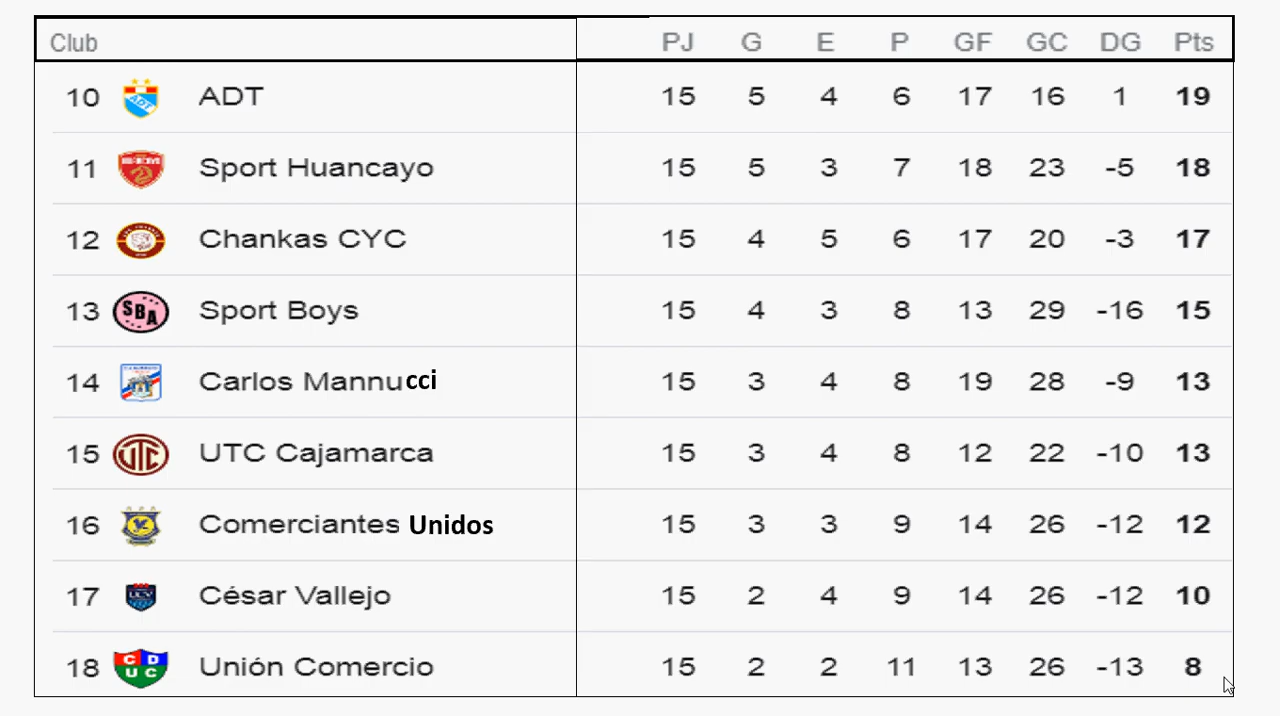 Club PJ G E P GF GC DG Pts
10 ADT 15 5 4 6 17 16 1 19
11 Sport Huancayo 15 5 3 7 18 23 -5 18
12 Chankas CYC 15 4 5 6 17 20 -3 17
13 SBA Sport Boys 15 4 3 8 13 29 -16 15
14 Carlos Mannucci 15 3 4 8 19 28 -9 13
15 UTC UTC Cajamarca 15 3 4 8 12 22 -10 13
16 Comerciantes Unidos 15 3 3 9 14 26 -12 12
17 UCV César Vallejo 15 2 4 9 14 26 -12 10
18 CDUC Unión Comercio 15 2 2 11 13 26 -13 8